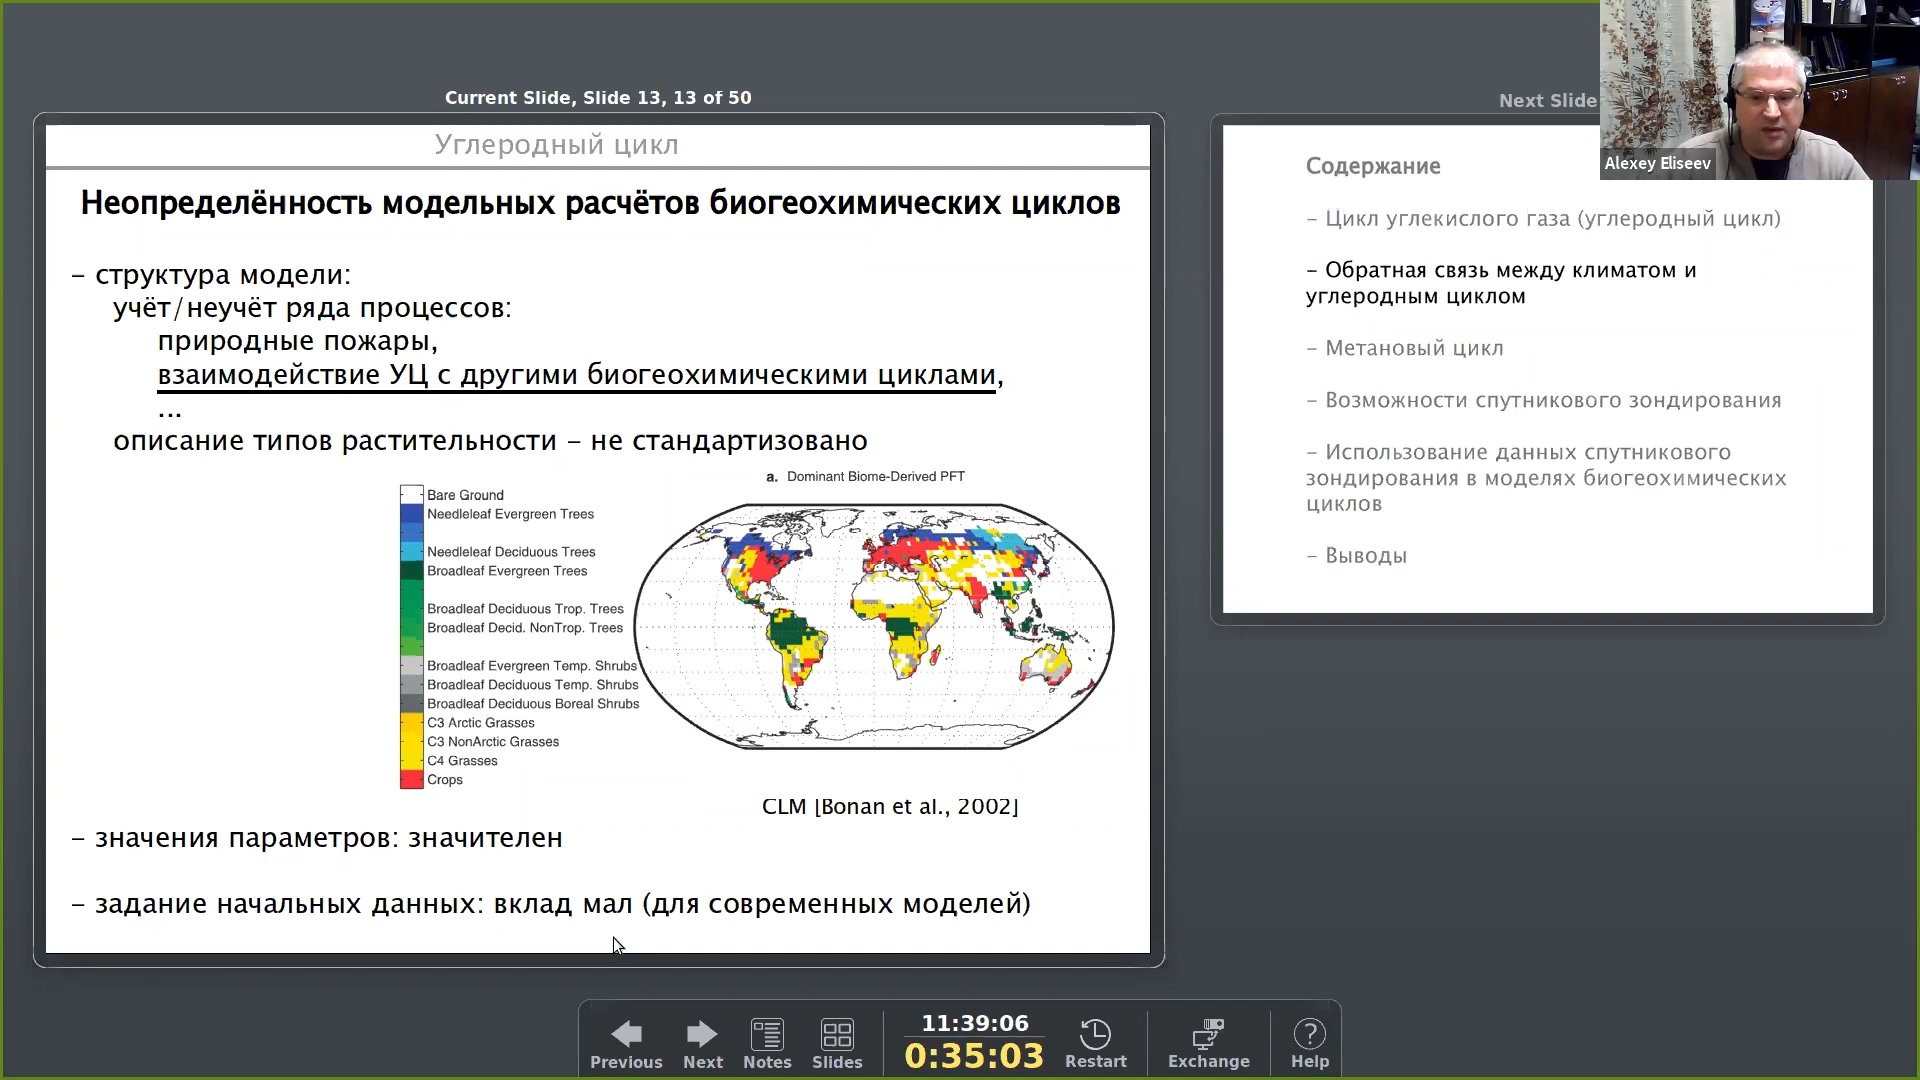 Current Slide, Slide 13, 13 of 50
Углеродный цикл
Неопределённость модельных расчётов биогеохимических циклов
– структура модели:
учёт/неучёт ряда процессов:
природные пожары,
взаимодействие УЦ с другими биогеохимическими циклами,
...
описание типов растительности – не стандартизовано
a. Dominant Biome-Derived PFT
Bare Ground
Needleleaf Evergreen Trees
Needleleaf Deciduous Trees
Broadleaf Evergreen Trees
Broadleaf Deciduous Trop. Trees
Broadleaf Decid. NonTrop. Trees
Broadleaf Evergreen Temp. Shrubs
Broadleaf Deciduous Temp. Shrubs
Broadleaf Deciduous Boreal Shrubs
C3 Arctic Grasses
C3 NonArctic Grasses
C4 Grasses
Crops
CLM [Bonan et al., 2002]
– значения параметров: значителен
– задание начальных данных: вклад мал (для современных моделей)
Next Slide
Alexey Eliseev
Содержание
– Цикл углекислого газа (углеродный цикл)
– Обратная связь между климатом и
углеродным циклом
– Метановый цикл
– Возможности спутникового зондирования
– Использование данных спутникового
зондирования в моделях биогеохимических
циклов
– Выводы
Previous
Next
Notes
Slides
11:39:06
0:35:03
Restart
Exchange
Help